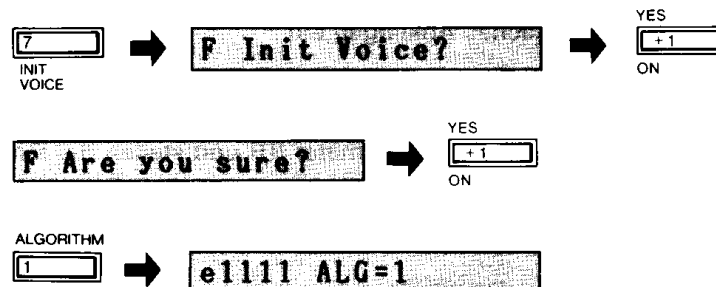 YES
7
F Init Voice?
+1
INIT
VOICE
ON
YES
F Are you sure?
+1
ON
ALGORITHM
1
e1111 ALG=1